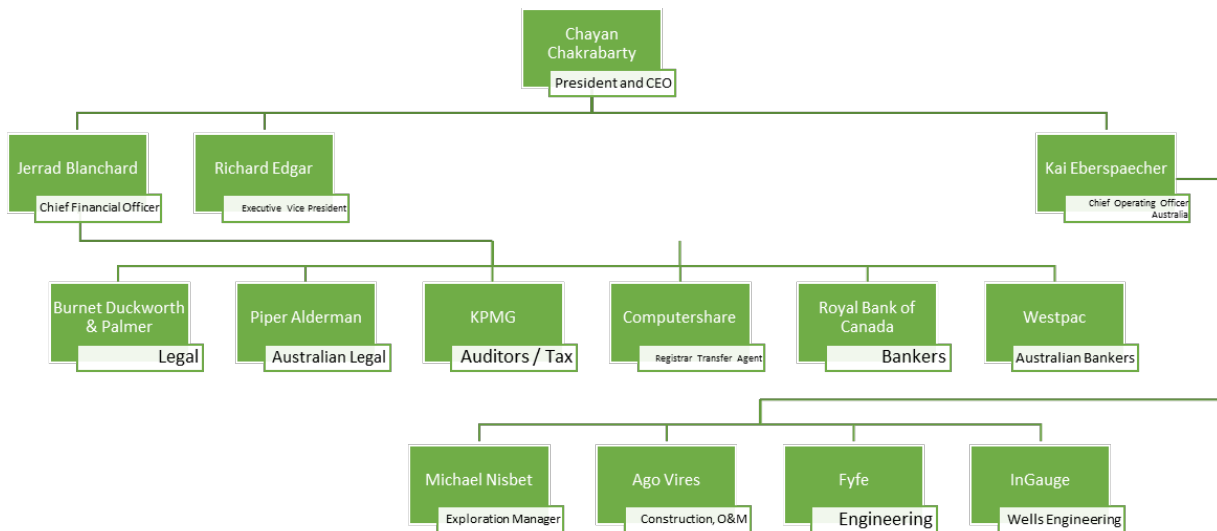 Chayan
Chakrabarty
President and CEO
Jerrad Blanchard
Chief Financial Officer
Richard Edgar
Executive Vice President
Kai Eberspaecher
Chief Operating Officer
Australia
Burnet Duckworth
& Palmer
Legal
Piper Alderman
Australian Legal
KPMG
Auditors / Tax
Computershare
Registrar Transfer Agent
Royal Bank of
Canada
Bankers
Westpac
Australian Bankers
Michael Nisbet
Exploration Manager
Ago Vires
Construction, O&M
Fyfe
Engineering
InGauge
Wells Engineering